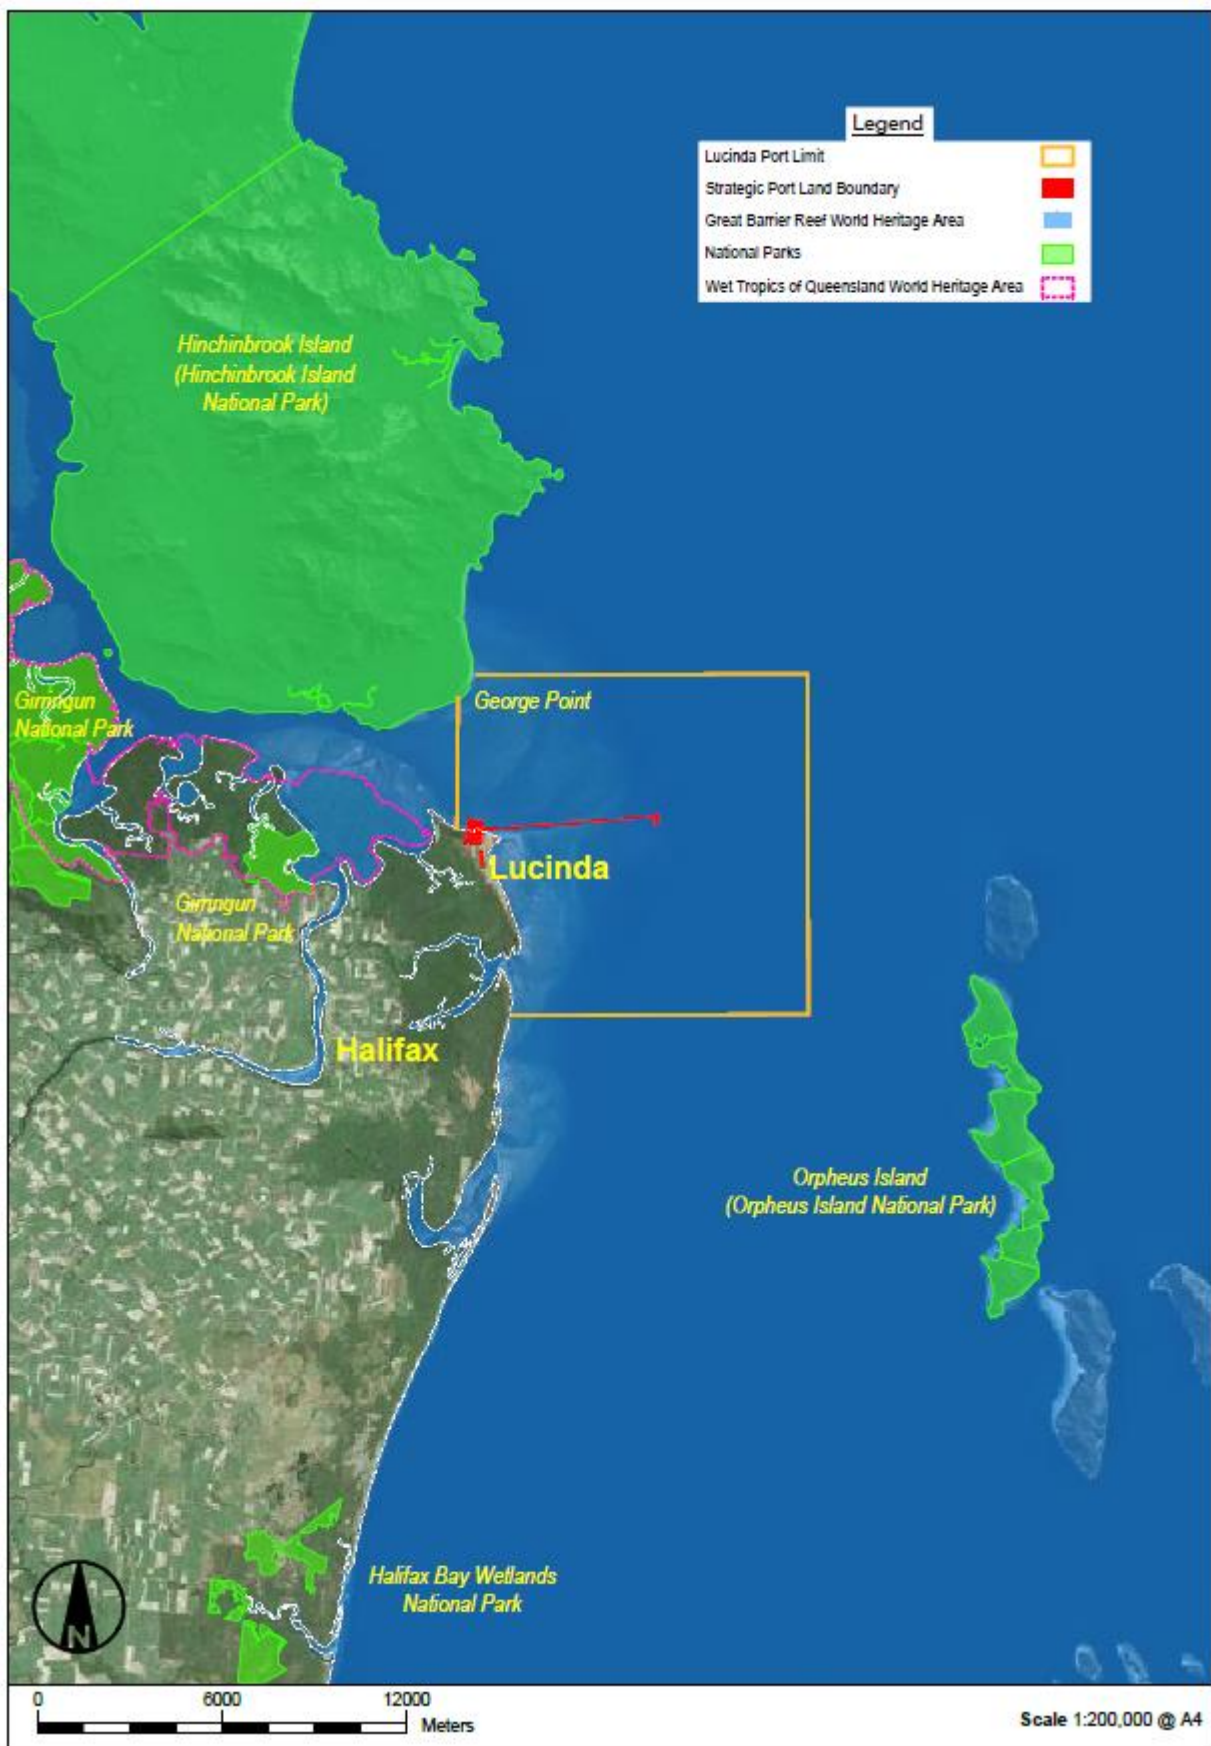 Legend
Lucinda Port Limit
Strategic Port Land Boundary
Great Barrier Reef World Heritage Area
National Parks
Wet Tropics of Queensland World Heritage Area
Hinchinbrook Island
(Hinchinbrook Island
National Park)
Girringun
National Park
George Point
Lucinda
Girringun
National Park
Halifax
Orpheus Island
(Orpheus Island National Park)
Halifax Bay Wetlands
National Park
N
0 6000 12000
Meters
Scale 1:200,000 @ A4